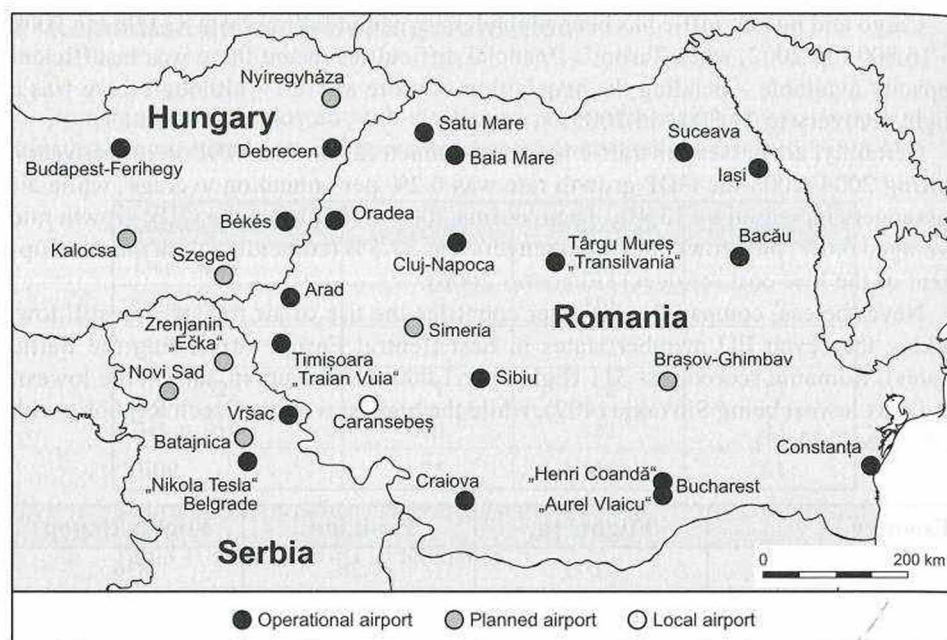 Nyíregyháza
Hungary
Satu Mare
Suceava
Debrecen
Baia Mare
Budapest-Ferihegy
Iași
Békés
Oradea
Bacău
Kalocsa
Szeged
Cluj-Napoca
Târgu Mureș
„Transilvania“
Arad
Romania
Zrenjanin
„Ečka“
Simeria
Timișoara
„Traian Vuia“
Brașov-Ghimbav
Novi Sad
Sibiu
Vršac
Caransebeș
Batajnica
Constanța
„Nikola Tesla“
Belgrade
Craiova
„Henri Coandă“
Bucharest
„Aurel Vlaicu“
Serbia
0 200 km
Operational airport Planned airport Local airport